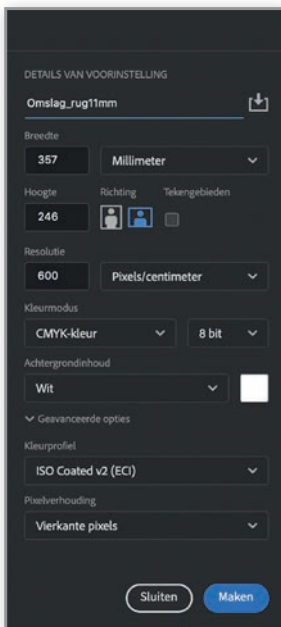 DETAILS VAN VOORINSTELLING
Omslag_rug11mm
Breedte
357 Millimeter
Hoogte Richting Tekengebieden
246
Resolutie
600 Pixels/centimeter
Kleurmodus
CMYK-kleur 8 bit
Achtergrondinhoud
Wit
Geavanceerde opties
Kleurprofiel
ISO Coated v2 (ECI)
Pixelverhouding
Vierkante pixels
Sluiten Maken